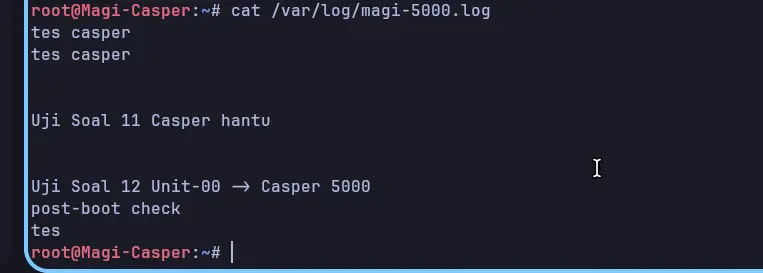 root@Magi-Casper:~# cat /var/log/magi-5000.log
tes casper
tes casper
Uji Soal 11 Casper hantu
Uji Soal 12 Unit-00 -> Casper 5000
post-boot check
tes
root@Magi-Casper:~#